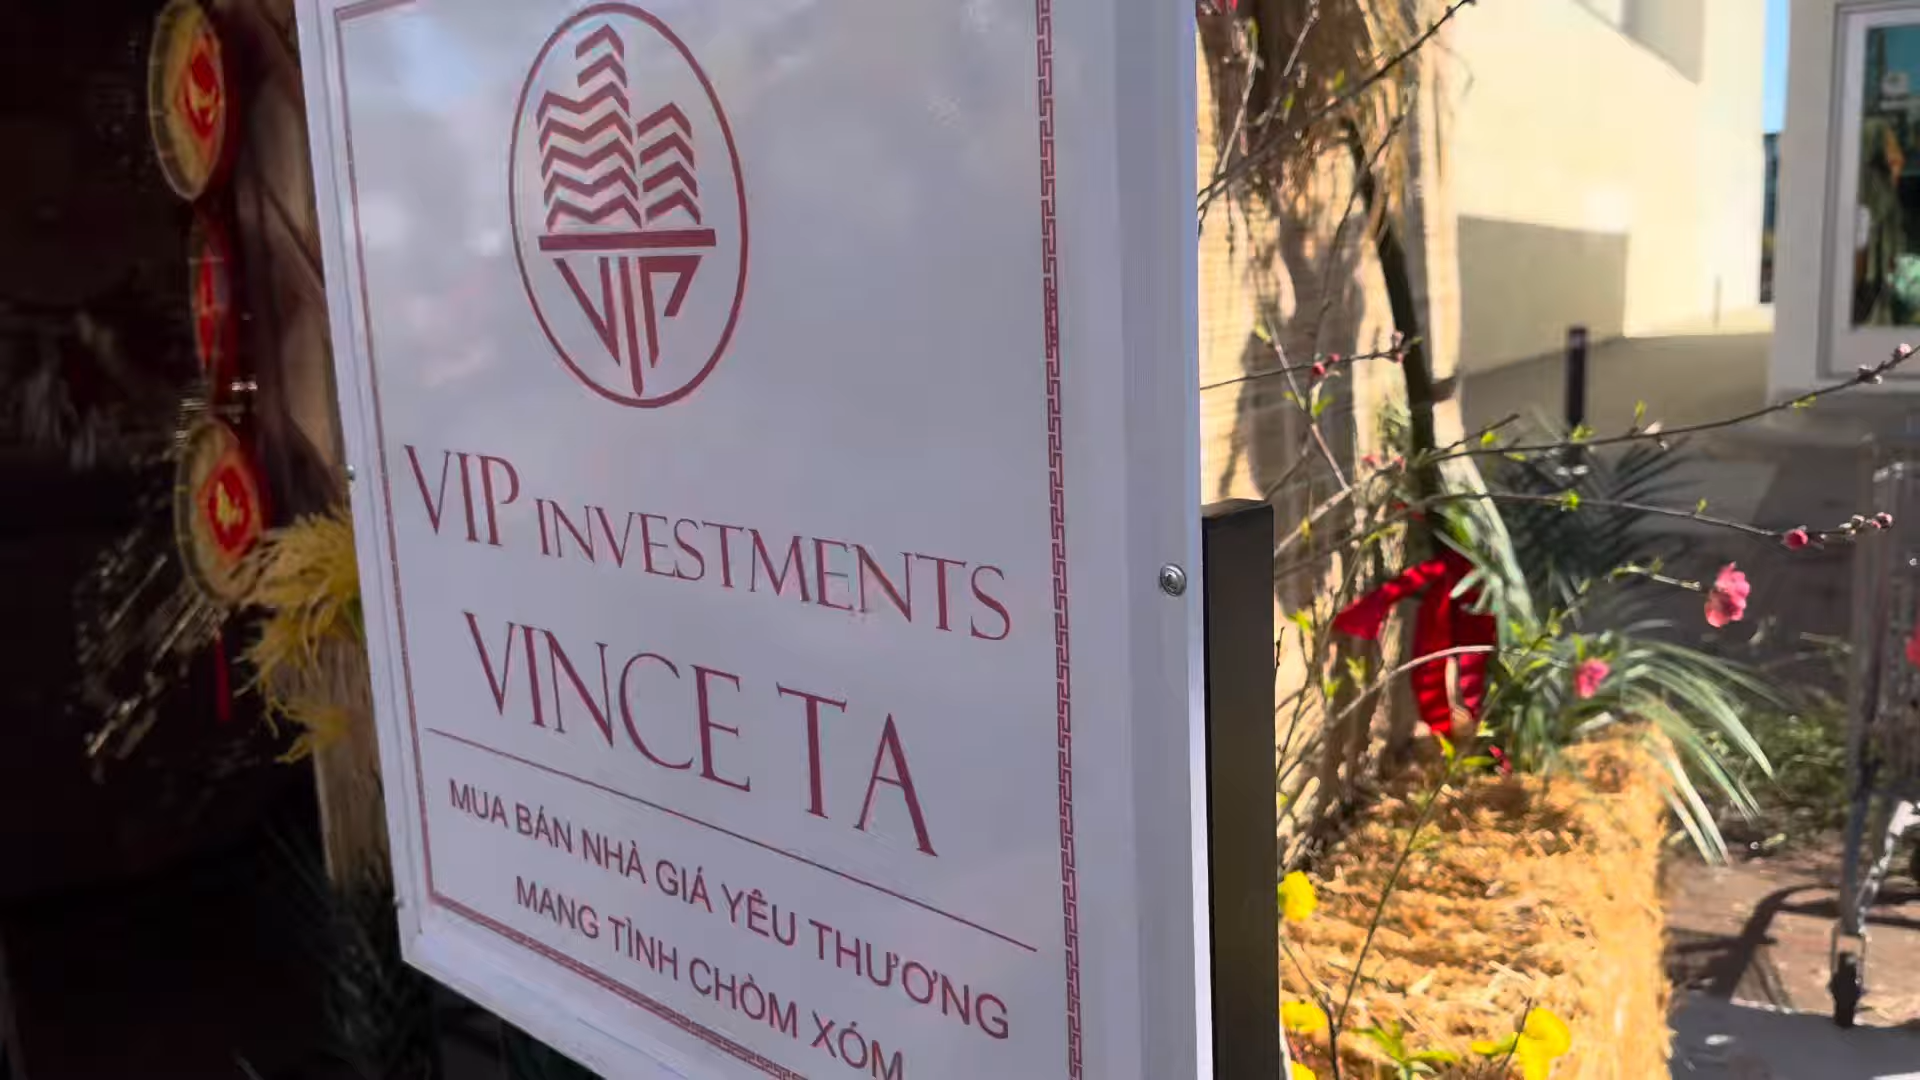 VIP
VIP INVESTMENTS
VINCE TA
MUA BÁN NHÀ GIÁ YÊU THƯƠNG
MANG TÌNH CHÒM XÓM